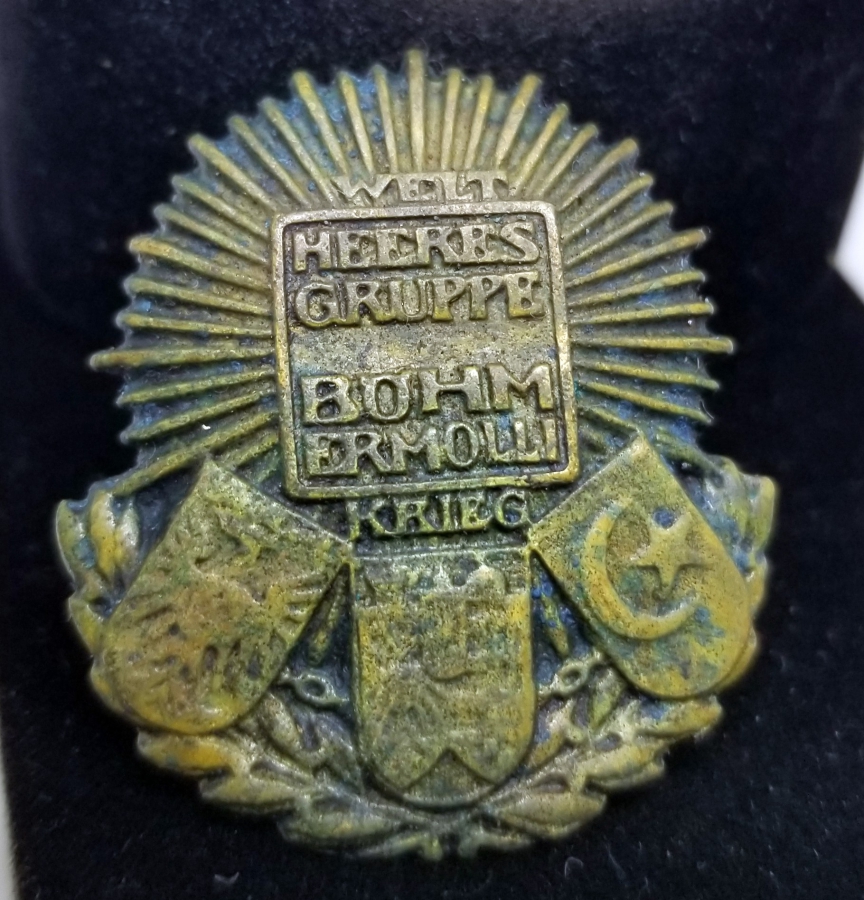 WELT
HEERES
GRUPPE
BÖHM
ERMOLLI
KRIEG